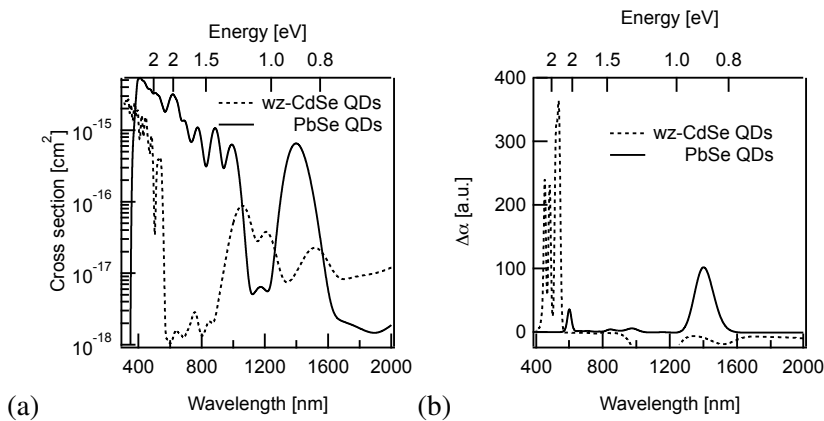 Energy [eV]
2 2 1.5 1.0 0.8
wz-CdSe QDs
PbSe QDs
Cross section [cm2]
10-15
10-16
10-17
10-18
400 800 1200 1600 2000
Wavelength [nm]
(a)
Energy [eV]
2 2 1.5 1.0 0.8
400
300
200
100
0
Δα [a.u.]
wz-CdSe QDs
PbSe QDs
400 800 1200 1600 2000
Wavelength [nm]
(b)